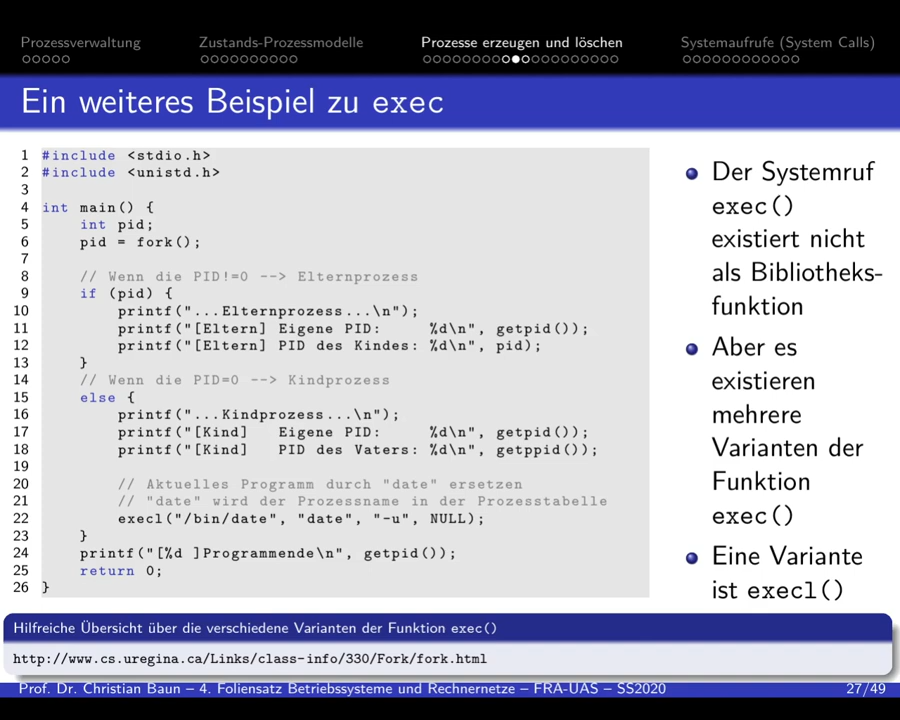 Prozessverwaltung Zustands-Prozessmodelle Prozesse erzeugen und löschen Systemaufrufe (System Calls)
Ein weiteres Beispiel zu exec
1 #include <stdio.h>
2 #include <unistd.h>
3
4 int main() {
5     int pid;
6     pid = fork();
7
8     // Wenn die PID!=0 --> Elternprozess
9     if (pid) {
10         printf("...Elternprozess...\n");
11         printf("[Eltern] Eigene PID:     %d\n", getpid());
12         printf("[Eltern] PID des Kindes: %d\n", pid);
13     }
14     // Wenn die PID=0 --> Kindprozess
15     else {
16         printf("...Kindprozess...\n");
17         printf("[Kind]   Eigene PID:     %d\n", getpid());
18         printf("[Kind]   PID des Vaters: %d\n", getppid());
19
20         // Aktuelles Programm durch "date" ersetzen
21         // "date" wird der Prozessname in der Prozesstabelle
22         execl("/bin/date", "date", "-u", NULL);
23     }
24     printf("[%d ]Programmende\n", getpid());
25     return 0;
26 }
Der Systemruf
exec()
existiert nicht
als Bibliotheks-
funktion
Aber es
existieren
mehrere
Varianten der
Funktion
exec()
Eine Variante
ist execl()
Hilfreiche Übersicht über die verschiedene Varianten der Funktion exec()
http://www.cs.uregina.ca/Links/class-info/330/Fork/fork.html
Prof. Dr. Christian Baun – 4. Foliensatz Betriebssysteme und Rechnernetze – FRA-UAS – SS2020 27/49